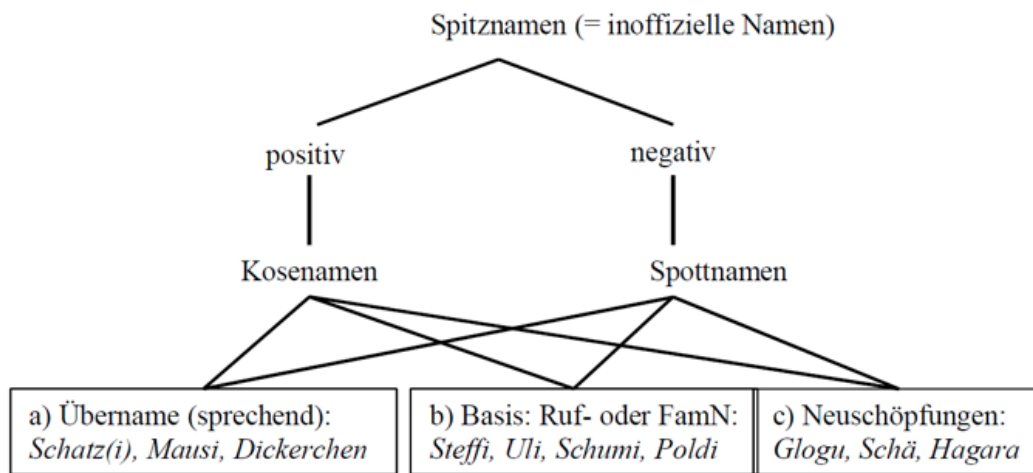 Spitznamen (= inoffizielle Namen)
positiv
negativ
Kosenamen
Spottnamen
a) Übername (sprechend):
Schatz(i), Mausi, Dickerchen
b) Basis: Ruf- oder FamN:
Steffi, Uli, Schumi, Poldi
c) Neuschöpfungen:
Glogu, Schä, Hagara